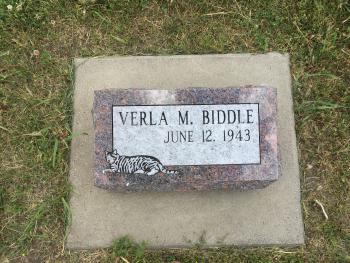 VERLA M. BIDDLE
JUNE 12, 1943